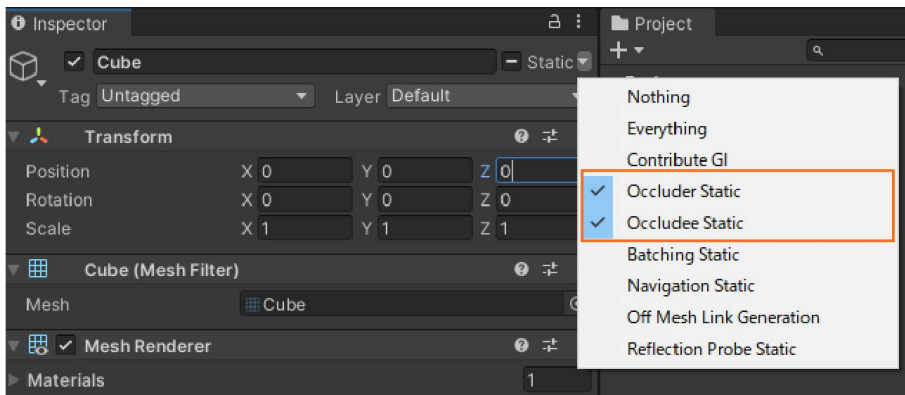 Inspector
Project
Cube
Static
Tag Untagged Layer Default
Nothing
Everything
Contribute GI
Occluder Static
Occludee Static
Batching Static
Navigation Static
Off Mesh Link Generation
Reflection Probe Static
Transform
Position X 0 Y 0 Z 0
Rotation X 0 Y 0 Z 0
Scale X 1 Y 1 Z 1
Cube (Mesh Filter)
Mesh Cube
Mesh Renderer
Materials 1